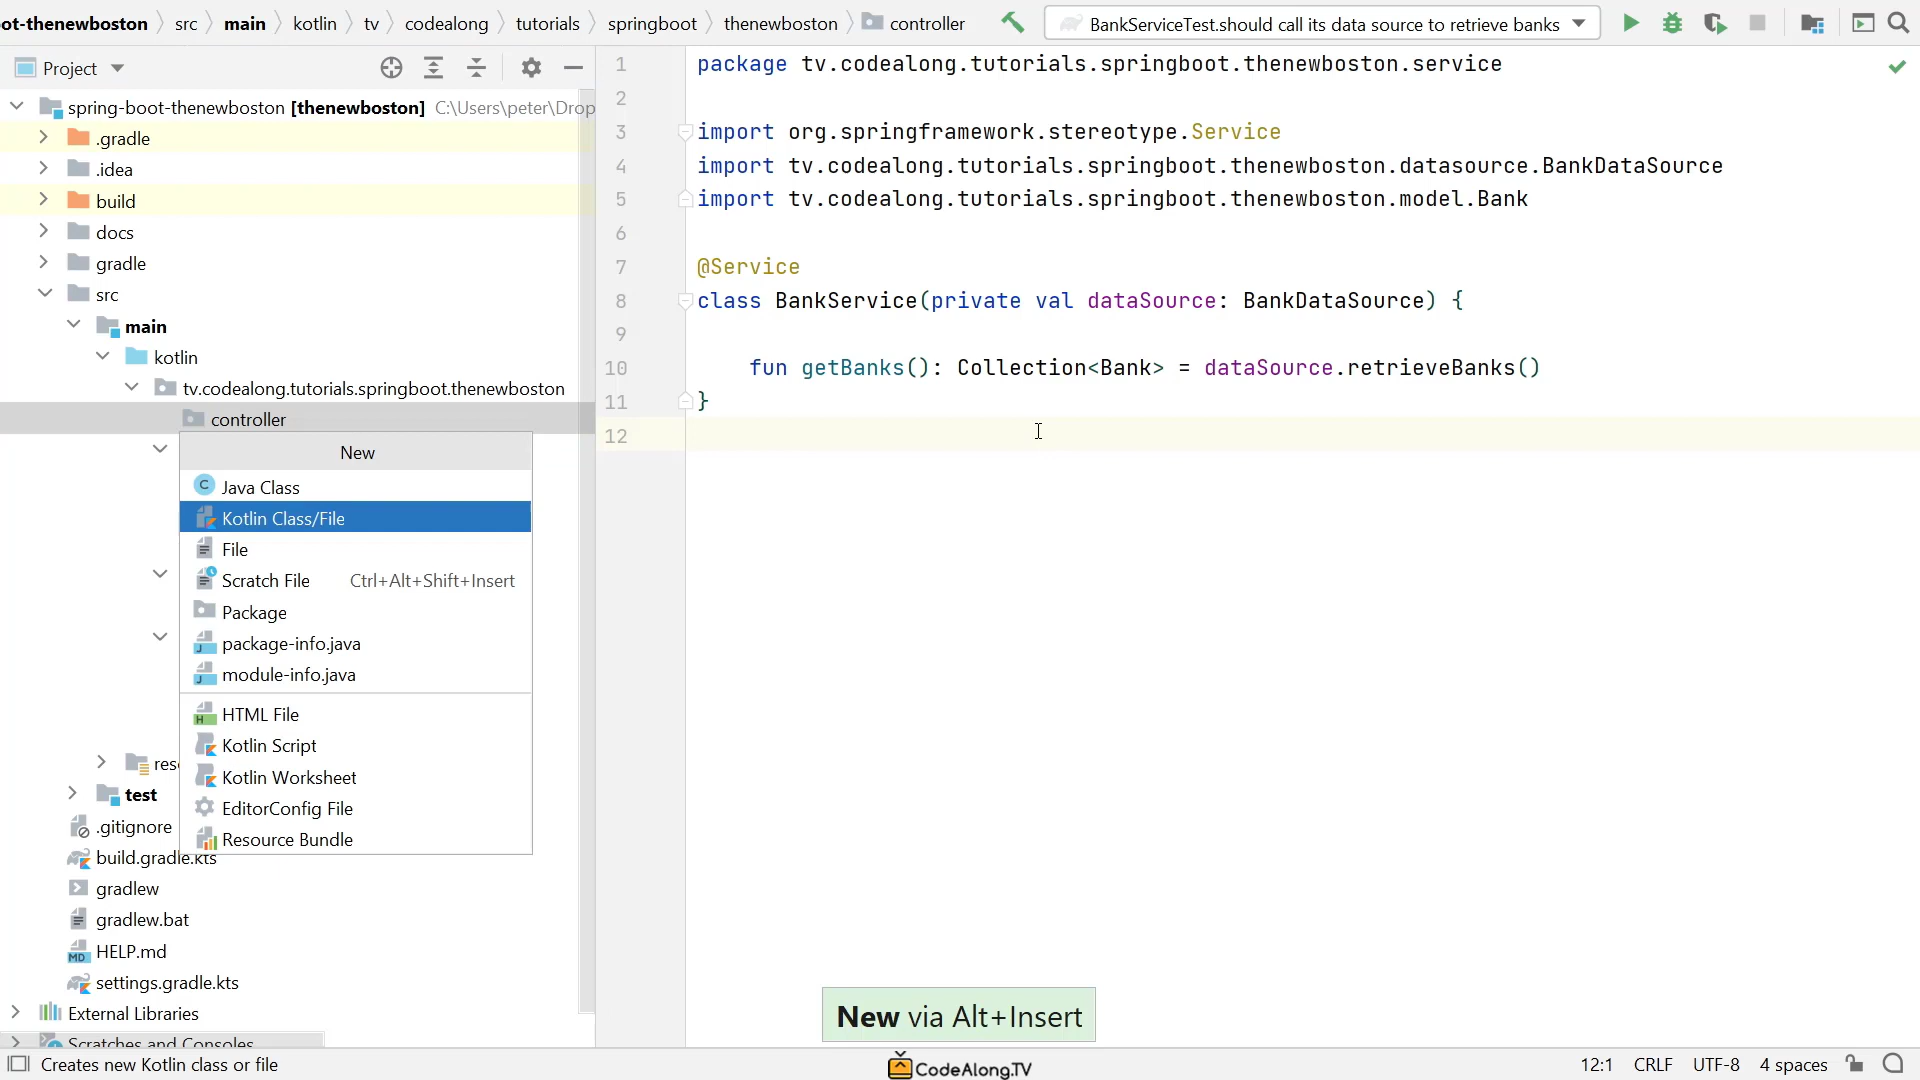 ot-thenewboston src main kotlin tv codealong tutorials springboot thenewboston controller BankServiceTest.should call its data source to retrieve banks
Project
spring-boot-thenewboston [thenewboston] C:\Users\peter\Drop
.gradle
.idea
build
docs
gradle
src
main
kotlin
tv.codealong.tutorials.springboot.thenewboston
controller
New
Java Class
Kotlin Class/File
File
Scratch File Ctrl+Alt+Shift+Insert
Package
package-info.java
module-info.java
HTML File
Kotlin Script
Kotlin Worksheet
EditorConfig File
Resource Bundle
res
test
.gitignore
build.gradle.kts
gradlew
gradlew.bat
HELP.md
settings.gradle.kts
External Libraries
Scratches and Consoles
1 package tv.codealong.tutorials.springboot.thenewboston.service
2
3 import org.springframework.stereotype.Service
4 import tv.codealong.tutorials.springboot.thenewboston.datasource.BankDataSource
5 import tv.codealong.tutorials.springboot.thenewboston.model.Bank
6
7 @Service
8 class BankService(private val dataSource: BankDataSource) {
9
10 fun getBanks(): Collection<Bank> = dataSource.retrieveBanks()
11 }
12
New via Alt+Insert
Creates new Kotlin class or file
CodeAlong.TV
12:1 CRLF UTF-8 4 spaces